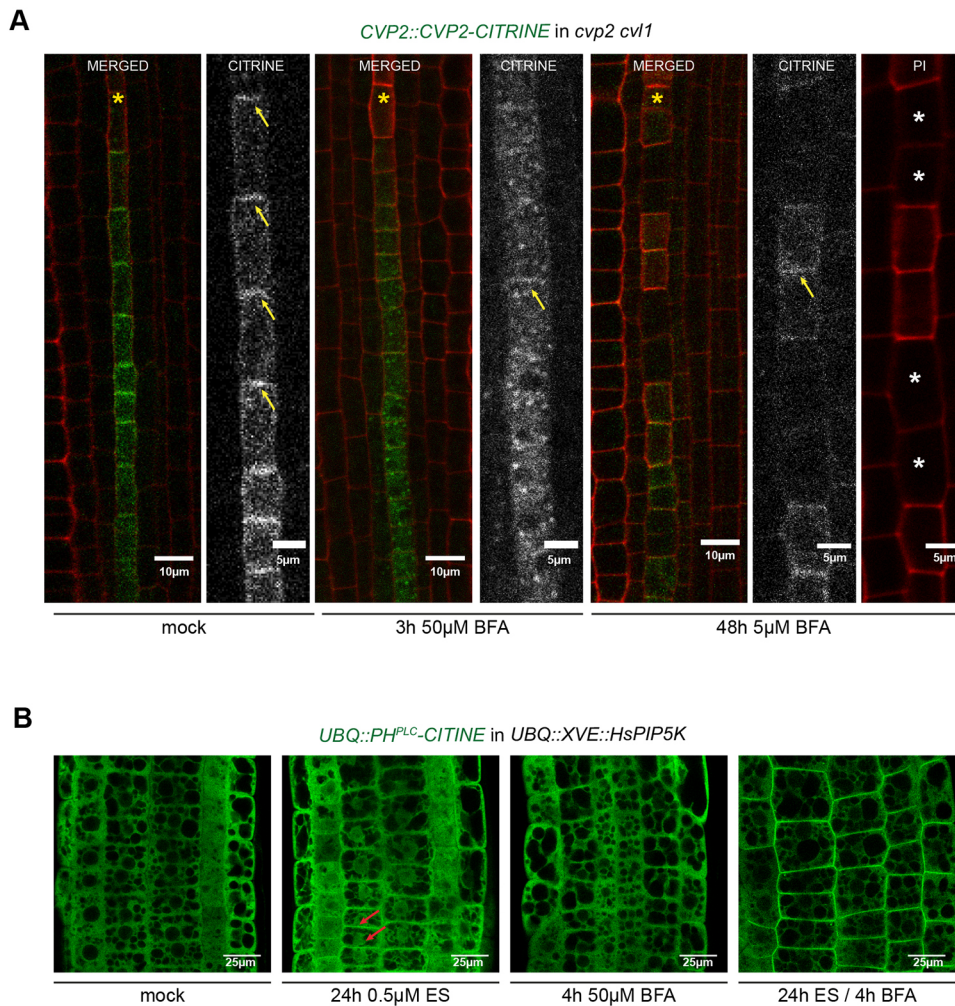 A
CVP2::CVP2-CITRINE in cvp2 cvl1
MERGED CITRINE MERGED CITRINE MERGED CITRINE PI
* * * *
*
*
*
10µm 5µm 10µm 5µm 10µm 5µm 5µm
mock 3h 50µM BFA 48h 5µM BFA
B
UBQ::PHPLC-CITINE in UBQ::XVE::HsPIP5K
25µm 25µm 25µm 25µm
mock 24h 0.5µM ES 4h 50µM BFA 24h ES / 4h BFA